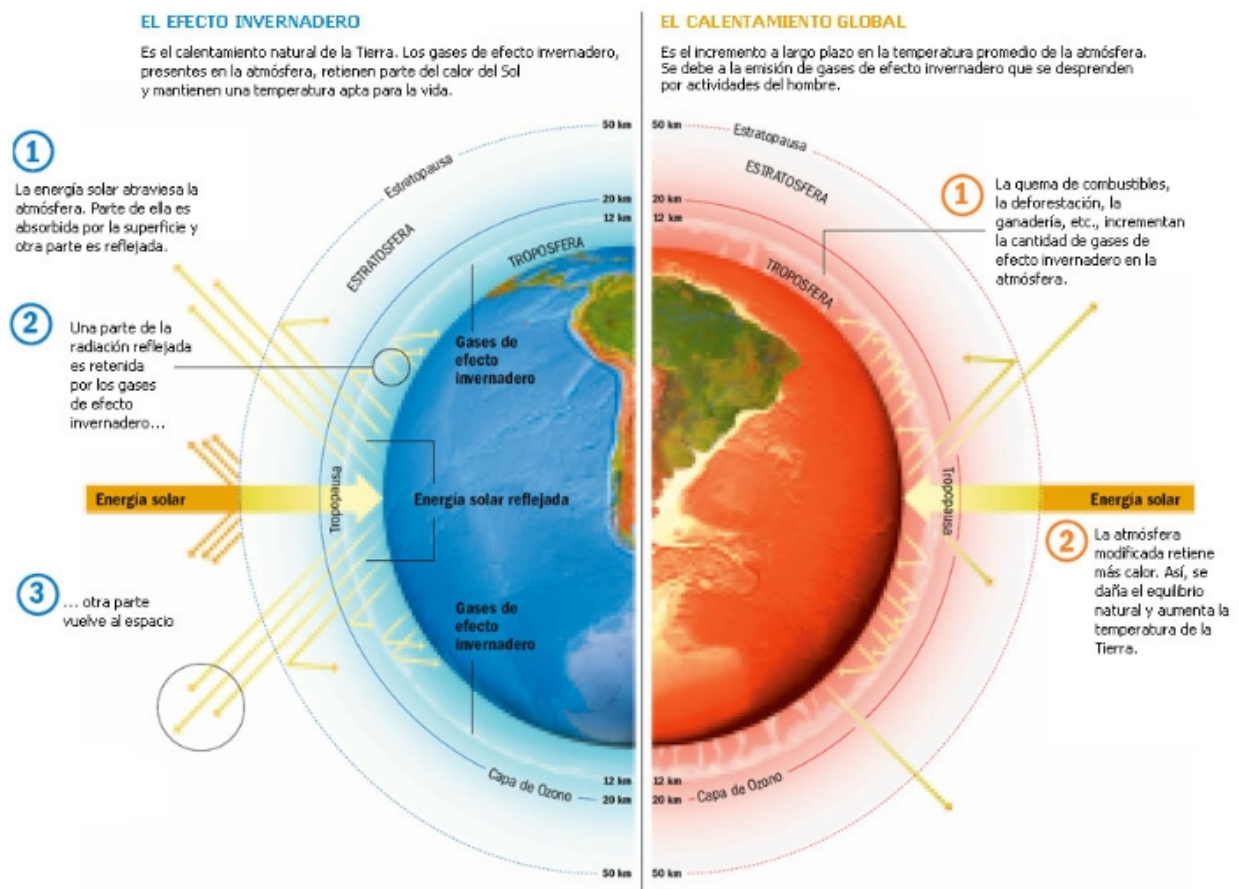 EL EFECTO INVERNADERO
Es el calentamiento natural de la Tierra. Los gases de efecto invernadero,
presentes en la atmósfera, retienen parte del calor del Sol
y mantienen una temperatura apta para la vida.
50 km
Estratopausa
ESTRATOSFERA
20 km
12 km
TROPÓSFERA
1
La energía solar atraviesa la
atmósfera. Parte de ella es
absorbida por la superficie y
otra parte es reflejada.
2
Una parte de la
radiación reflejada
es retenida
por los gases
de efecto
invernadero...
Gases de
efecto
invernadero
Energía solar
Tropopausa
Energía solar reflejada
3
... otra parte
vuelve al espacio
Gases de
efecto
invernadero
Capa de Ozono
12 km
20 km
50 km
EL CALENTAMIENTO GLOBAL
Es el incremento a largo plazo en la temperatura promedio de la atmósfera.
Se debe a la emisión de gases de efecto invernadero que se desprenden
por actividades del hombre.
50 km
Estratopausa
ESTRATOSFERA
20 km
12 km
TROPÓSFERA
1
La quema de combustibles,
la deforestación, la
ganadería, etc., incrementan
la cantidad de gases de
efecto invernadero en la
atmósfera.
Tropopausa
Energía solar
2
La atmósfera
modificada retiene
más calor. Así, se
daña el equilibrio
natural y aumenta la
temperatura de la
Tierra.
12 km
20 km
Capa de Ozono
50 km